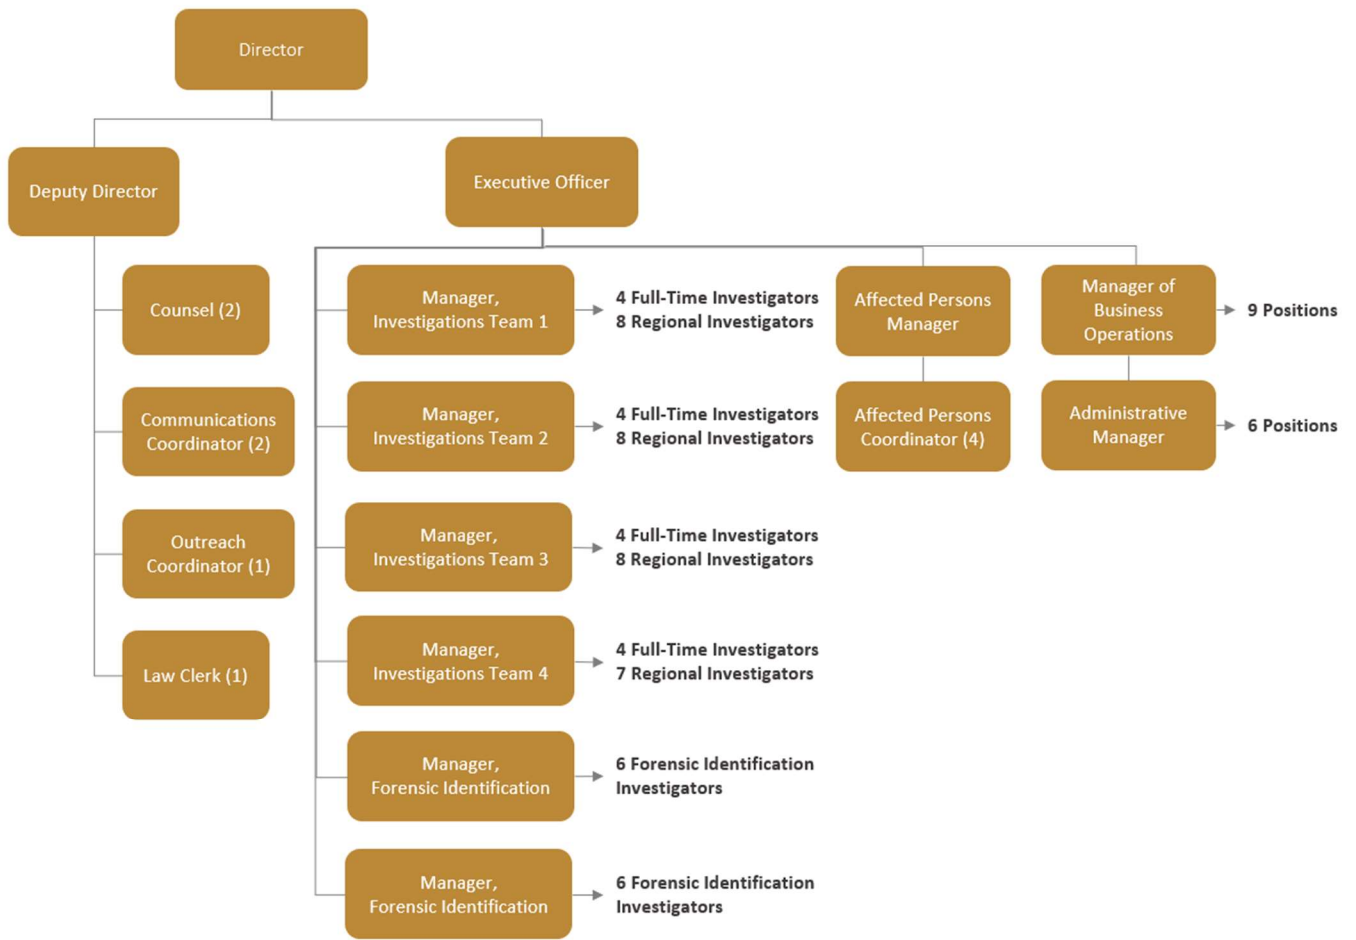 Director
Deputy Director
Executive Officer
Counsel (2)
Communications
Coordinator (2)
Outreach
Coordinator (1)
Law Clerk (1)
Manager,
Investigations Team 1
4 Full-Time Investigators
8 Regional Investigators
Manager,
Investigations Team 2
4 Full-Time Investigators
8 Regional Investigators
Manager,
Investigations Team 3
4 Full-Time Investigators
8 Regional Investigators
Manager,
Investigations Team 4
4 Full-Time Investigators
7 Regional Investigators
Manager,
Forensic Identification
6 Forensic Identification
Investigators
Manager,
Forensic Identification
6 Forensic Identification
Investigators
Affected Persons
Manager
Affected Persons
Coordinator (4)
Manager of
Business
Operations
9 Positions
Administrative
Manager
6 Positions